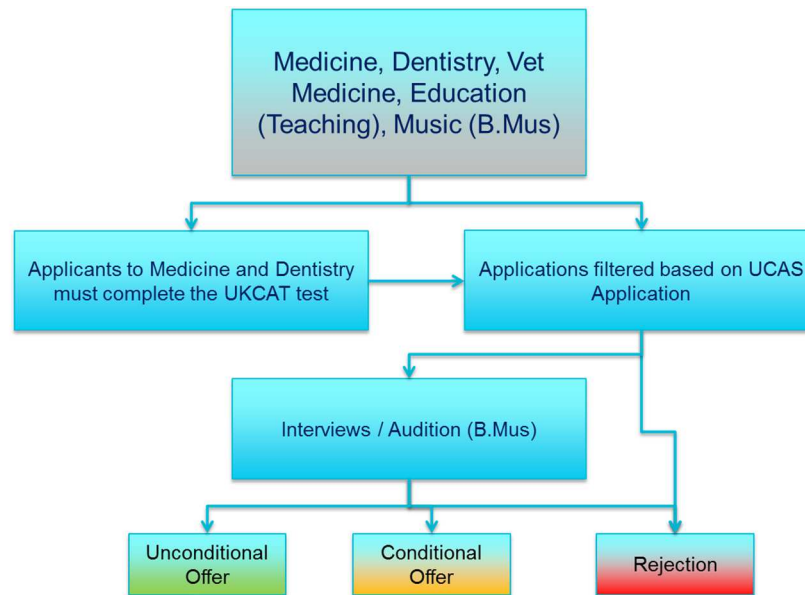 Medicine, Dentistry, Vet
Medicine, Education
(Teaching), Music (B.Mus)
Applicants to Medicine and Dentistry
must complete the UKCAT test
Applications filtered based on UCAS
Application
Interviews / Audition (B.Mus)
Unconditional
Offer
Conditional
Offer
Rejection